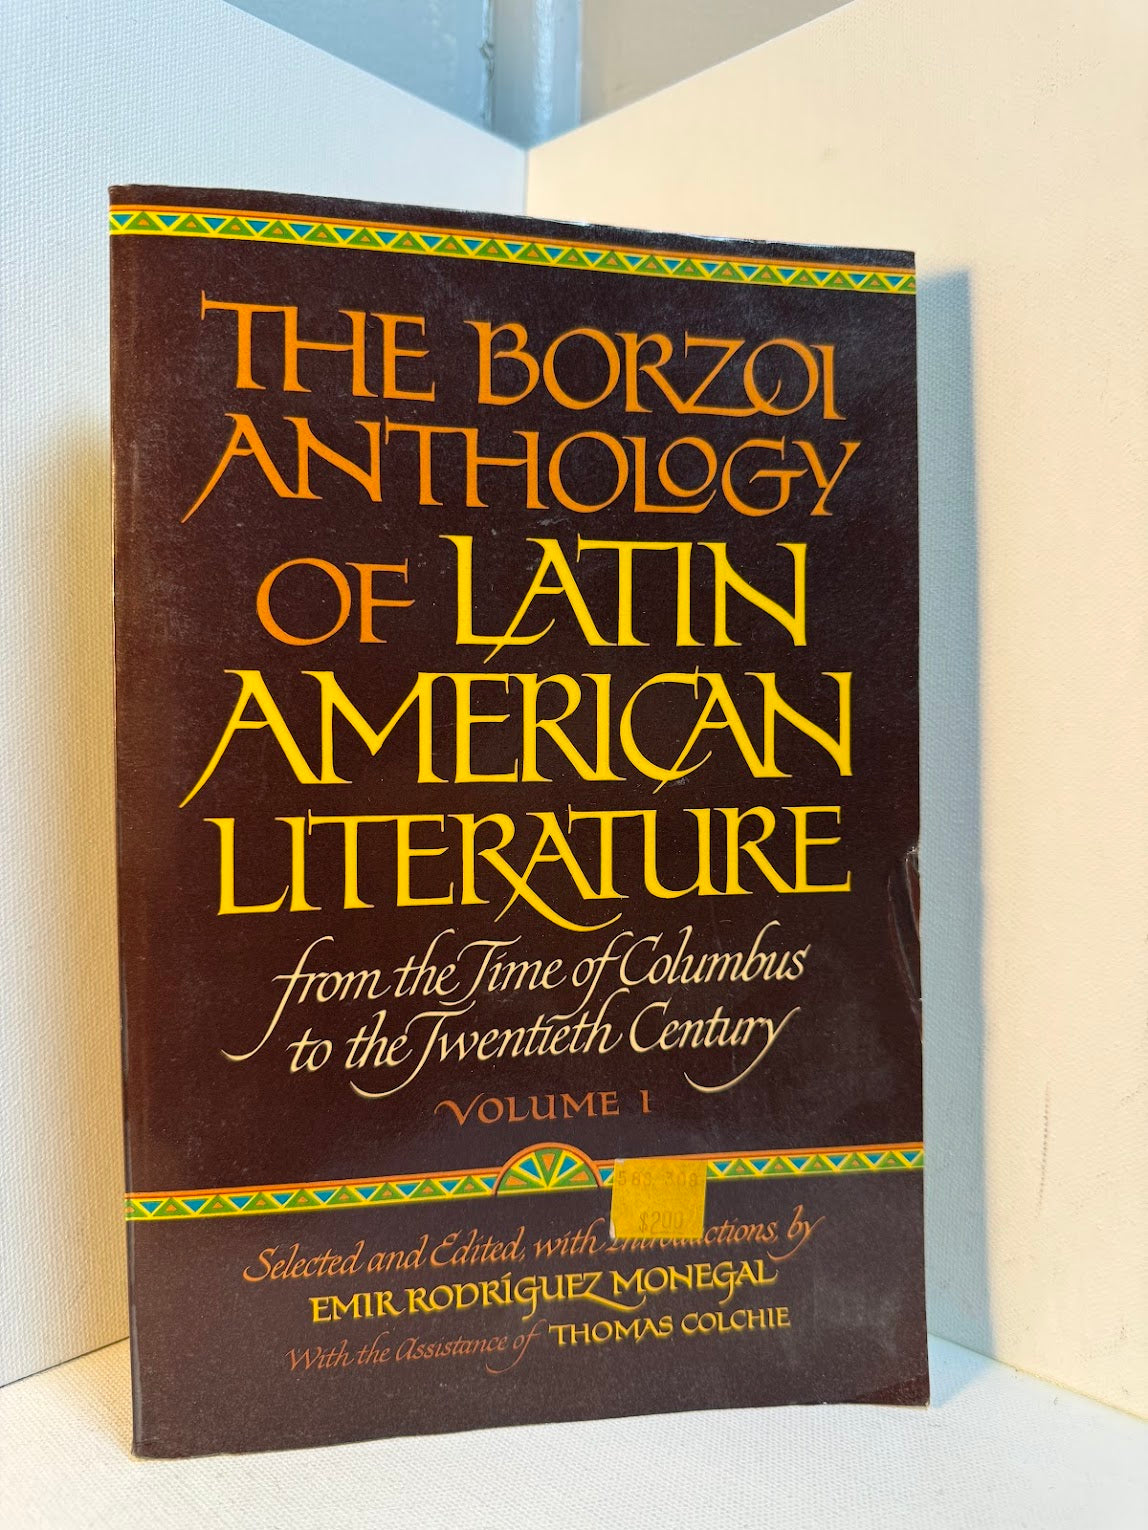 THE BORZOI
ANTHOLOGY
OF LATIN
AMERICAN
LITERATURE
from the Time of Columbus
to the Twentieth Century
VOLUME I
$200
Selected and Edited, with Introductions, by
EMIR RODRÍGUEZ MONEGAL
With the Assistance of THOMAS COLCHIE